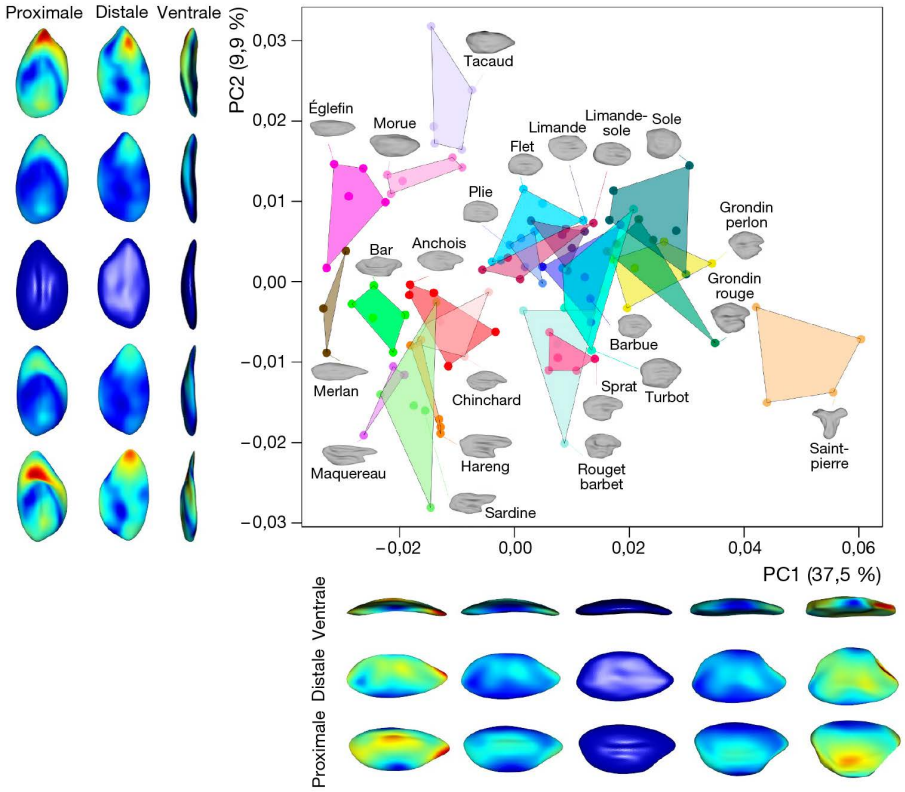 Proximale Distale Ventrale
PC2 (9,9 %)
0,03
0,02
0,01
0,00
−0,01
−0,02
−0,03
Tacaud
Églefin
Morue
Limande
Limande-
sole
Sole
Flet
Plie
Grondin
perlon
Bar
Anchois
Grondin
rouge
Barbue
Merlan
Chinchard
Sprat
Turbot
Maquereau
Hareng
Rouget
barbet
Saint-
pierre
Sardine
−0,02
0,00
0,02
0,04
0,06
PC1 (37,5 %)
Ventrale
Distale
Proximale